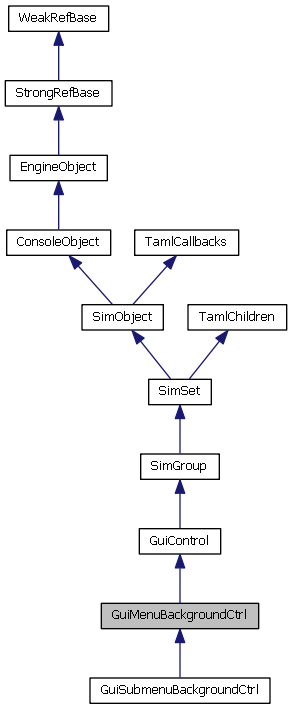 WeakRefBase
StrongRefBase
EngineObject
ConsoleObject
TamlCallbacks
SimObject
TamlChildren
SimSet
SimGroup
GuiControl
GuiMenuBackgroundCtrl
GuiSubmenuBackgroundCtrl